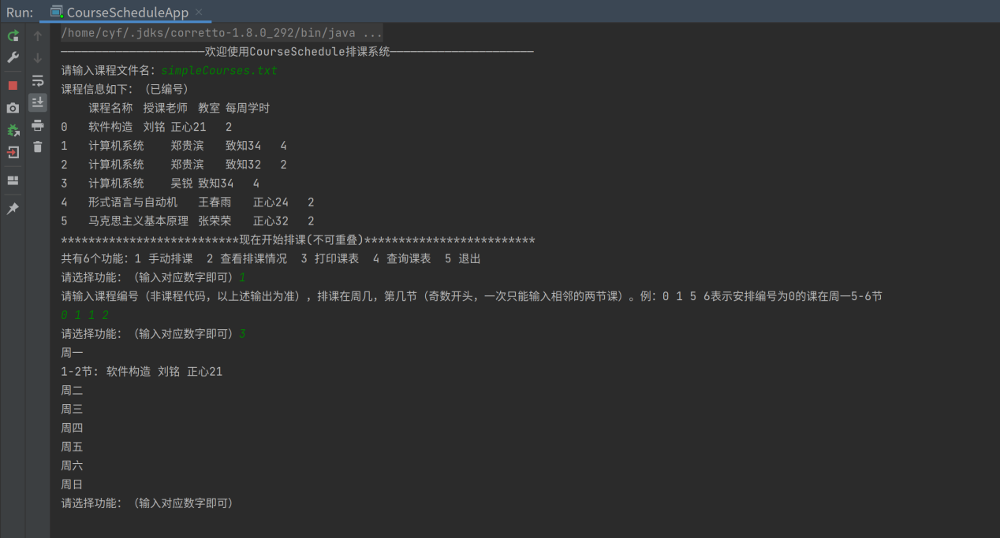 Run: CourseScheduleApp ×
/home/cyf/.jdks/corretto-1.8.0_292/bin/java ...
—————————————————————欢迎使用CourseSchedule排课系统—————————————————————
请输入课程文件名：simpleCourses.txt
课程信息如下：（已编号）
课程名称 授课老师 教室 每周学时
0 软件构造 刘铭 正心21 2
1 计算机系统 郑贵滨 致知34 4
2 计算机系统 郑贵滨 致知32 2
3 计算机系统 吴锐 致知34 4
4 形式语言与自动机 王春雨 正心24 2
5 马克思主义基本原理 张荣荣 正心32 2
**************************现在开始排课(不可重叠)*************************
共有6个功能：1 手动排课 2 查看排课情况 3 打印课表 4 查询课表 5 退出
请选择功能：（输入对应数字即可）1
请输入课程编号（非课程代码，以上述输出为准），排课在周几，第几节（奇数开头，一次只能输入相邻的两节课）。例：0 1 5 6表示安排编号为0的课在周一5-6节
0 1 1 2
请选择功能：（输入对应数字即可）3
周一
1-2节：软件构造 刘铭 正心21
周二
周三
周四
周五
周六
周日
请选择功能：（输入对应数字即可）